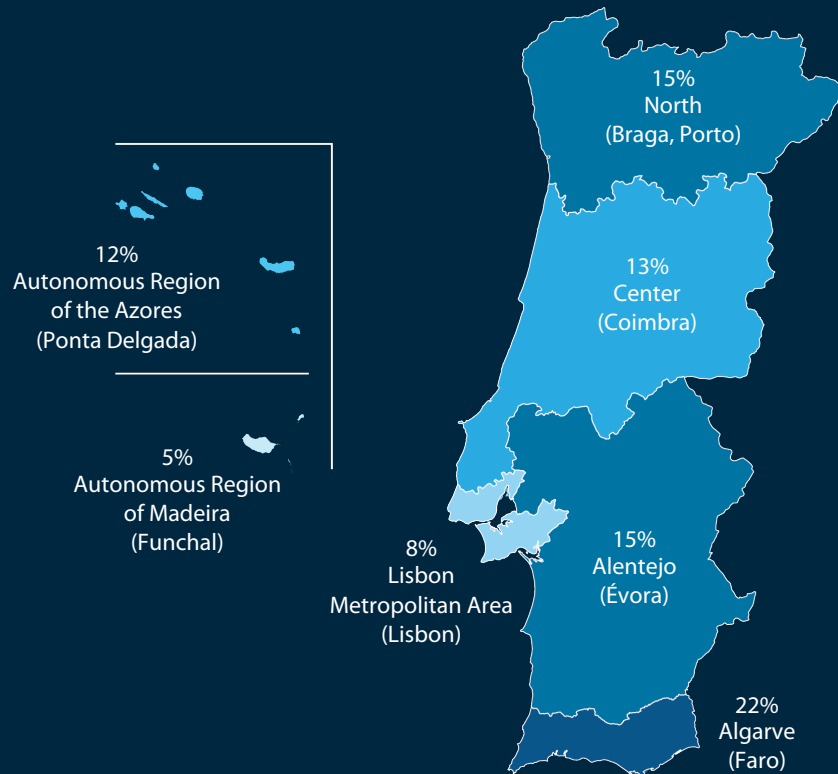 15%
North
(Braga, Porto)
12%
Autonomous Region
of the Azores
(Ponta Delgada)
13%
Center
(Coimbra)
5%
Autonomous Region
of Madeira
(Funchal)
8%
Lisbon
Metropolitan Area
(Lisbon)
15%
Alentejo
(Évora)
22%
Algarve
(Faro)